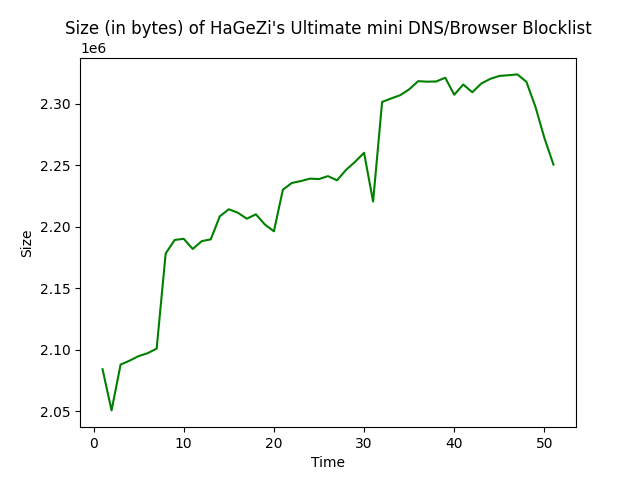 Size (in bytes) of HaGeZi's Ultimate mini DNS/Browser Blocklist
1e6
2.30
2.25
2.20
2.15
2.10
2.05
Size
0 10 20 30 40 50
Time